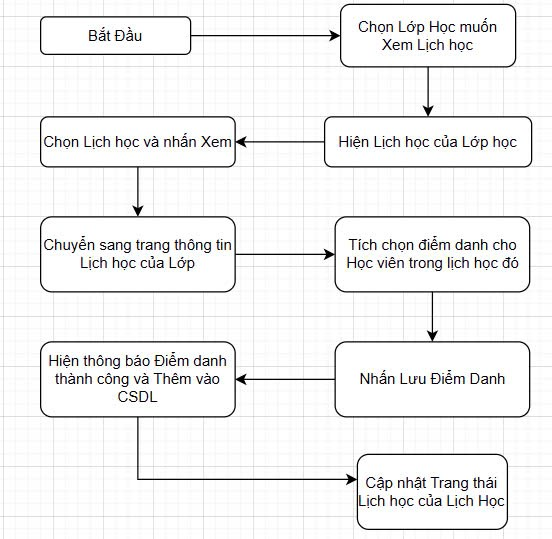 Bắt Đầu
Chọn Lớp Học muốn
Xem Lịch học
Hiện Lịch học của Lớp học
Chọn Lịch học và nhấn Xem
Chuyển sang trang thông tin
Lịch học của Lớp
Tích chọn điểm danh cho
Học viên trong lịch học đó
Nhấn Lưu Điểm Danh
Hiện thông báo Điểm danh
thành công và Thêm vào
CSDL
Cập nhật Trang thái
Lịch học của Lịch Học